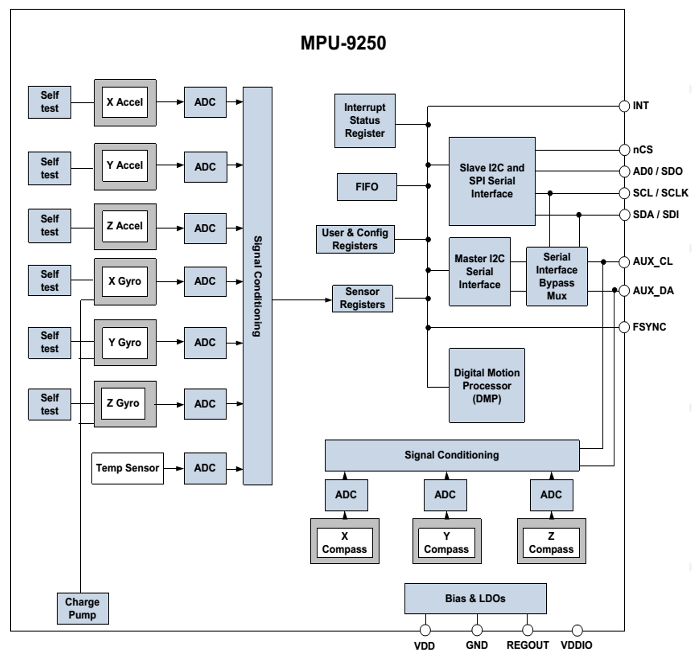 MPU-9250
Self
test
X Accel
ADC
Self
test
Y Accel
ADC
Self
test
Z Accel
ADC
Self
test
X Gyro
ADC
Self
test
Y Gyro
ADC
Self
test
Z Gyro
ADC
Temp Sensor
ADC
Signal Conditioning
Charge
Pump
Interrupt
Status
Register
FIFO
User & Config
Registers
Sensor
Registers
Slave I2C and
SPI Serial
Interface
Master I2C
Serial
Interface
Serial
Interface
Bypass
Mux
Digital Motion
Processor
(DMP)
INT
nCS
AD0 / SDO
SCL / SCLK
SDA / SDI
AUX_CL
AUX_DA
FSYNC
Signal Conditioning
ADC
ADC
ADC
X
Compass
Y
Compass
Z
Compass
Bias & LDOs
VDD
GND
REGOUT
VDDIO